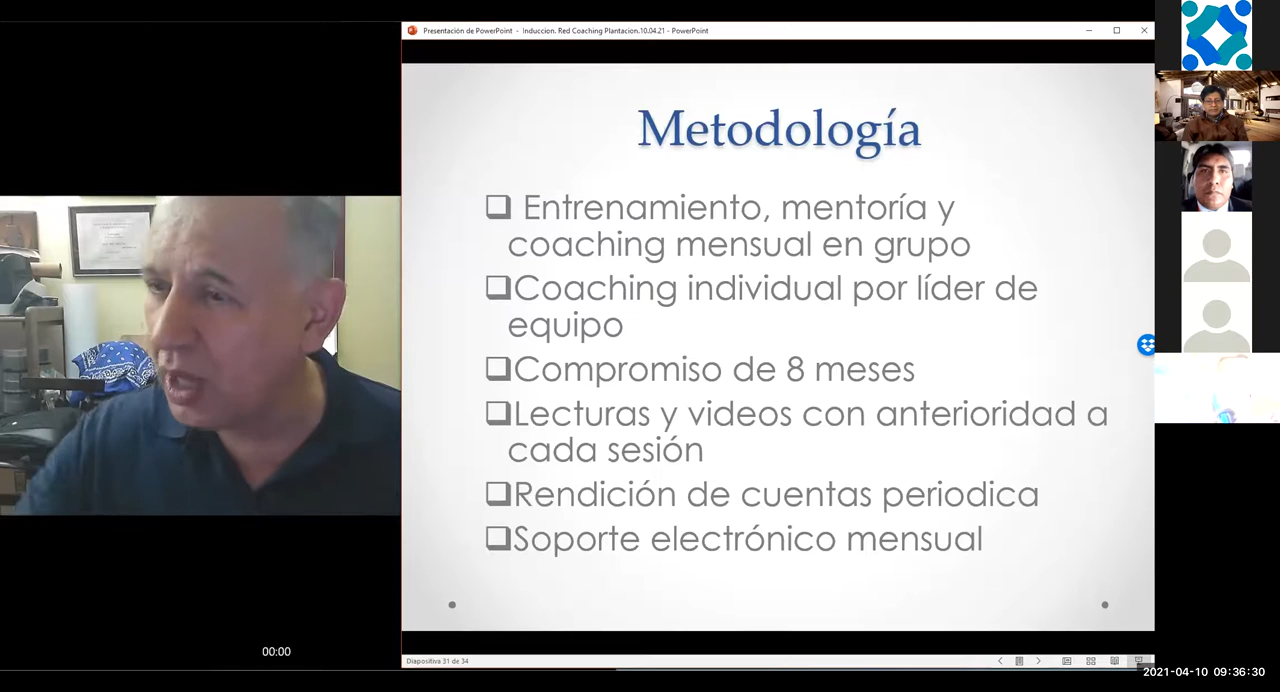 Presentación de PowerPoint - Induccion. Red Coaching Plantacion.10.04.21 - PowerPoint
Metodología
Entrenamiento, mentoría y
coaching mensual en grupo
Coaching individual por líder de
equipo
Compromiso de 8 meses
Lecturas y videos con anterioridad a
cada sesión
Rendición de cuentas periodica
Soporte electrónico mensual
00:00
Diapositiva 31 de 34
2021-04-10 09:36:30